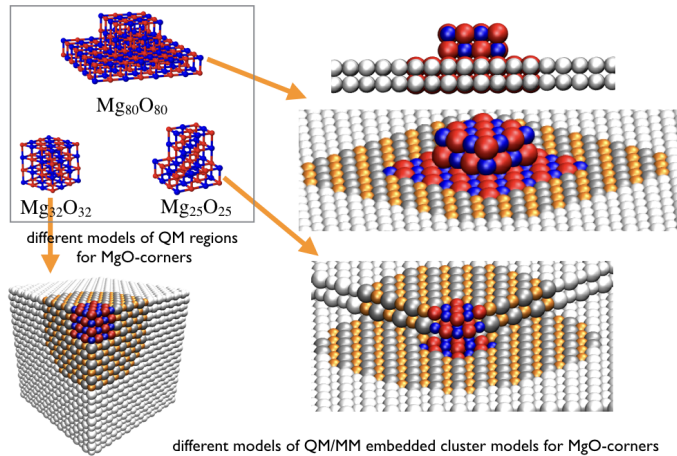 Mg80O80
Mg32O32
Mg25O25
different models of QM regions
for MgO-corners
different models of QM/MM embedded cluster models for MgO-corners